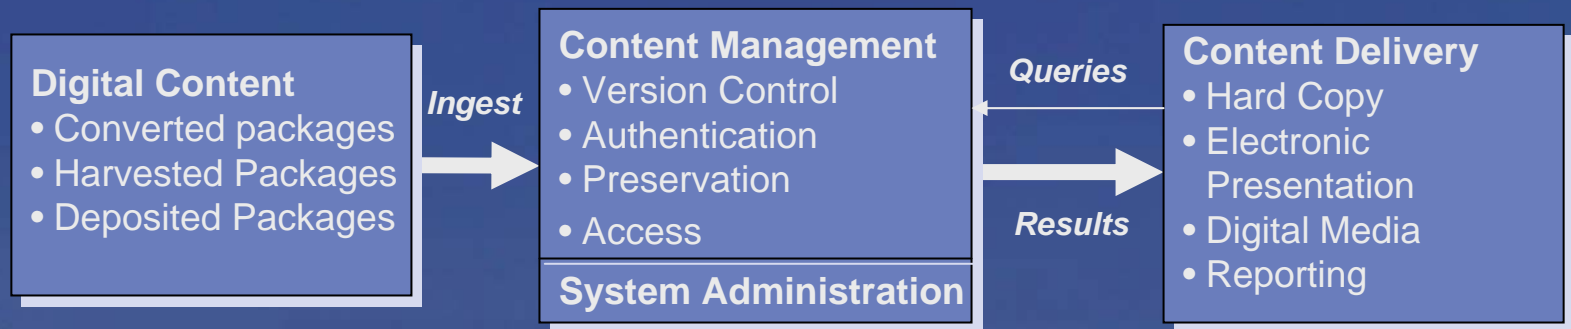 Digital Content
• Converted packages
• Harvested Packages
• Deposited Packages
Ingest
Content Management
• Version Control
• Authentication
• Preservation
• Access
System Administration
Queries
Results
Content Delivery
• Hard Copy
• Electronic
Presentation
• Digital Media
• Reporting